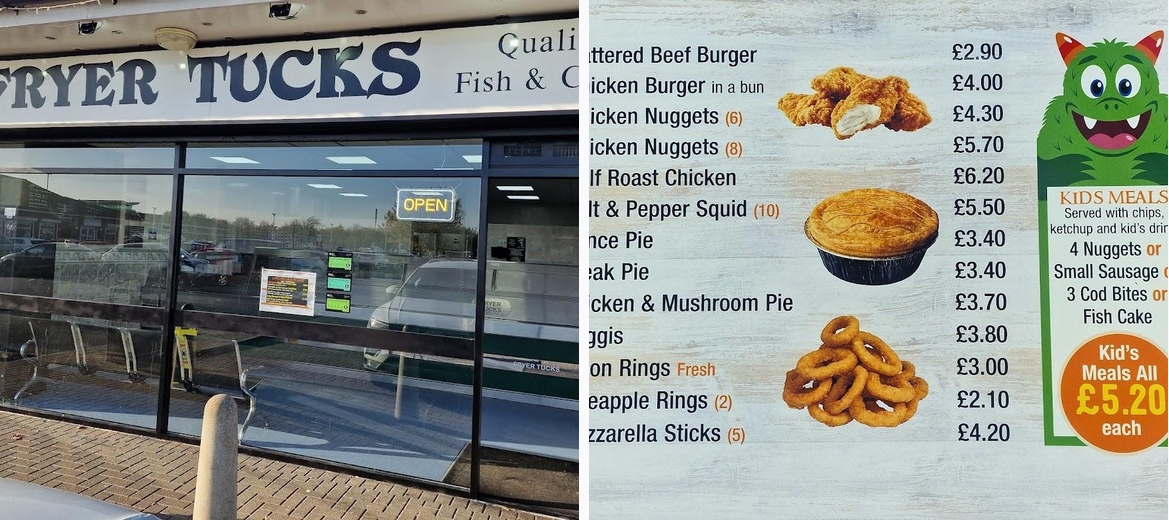 FRYER TUCKS
Quali
Fish & C
OPEN
FRYER TUCKS
FRYER TUCKS
attered Beef Burger £2.90
icken Burger in a bun £4.00
icken Nuggets (6) £4.30
icken Nuggets (8) £5.70
lf Roast Chicken £6.20
lt & Pepper Squid (10) £5.50
nce Pie £3.40
eak Pie £3.40
icken & Mushroom Pie £3.70
ggis £3.80
on Rings Fresh £3.00
eapple Rings (2) £2.10
zzarella Sticks (5) £4.20
KIDS MEALS
Served with chips,
ketchup and kid's drin
4 Nuggets or
Small Sausage o
3 Cod Bites or
Fish Cake
Kid's
Meals All
£5.20
each